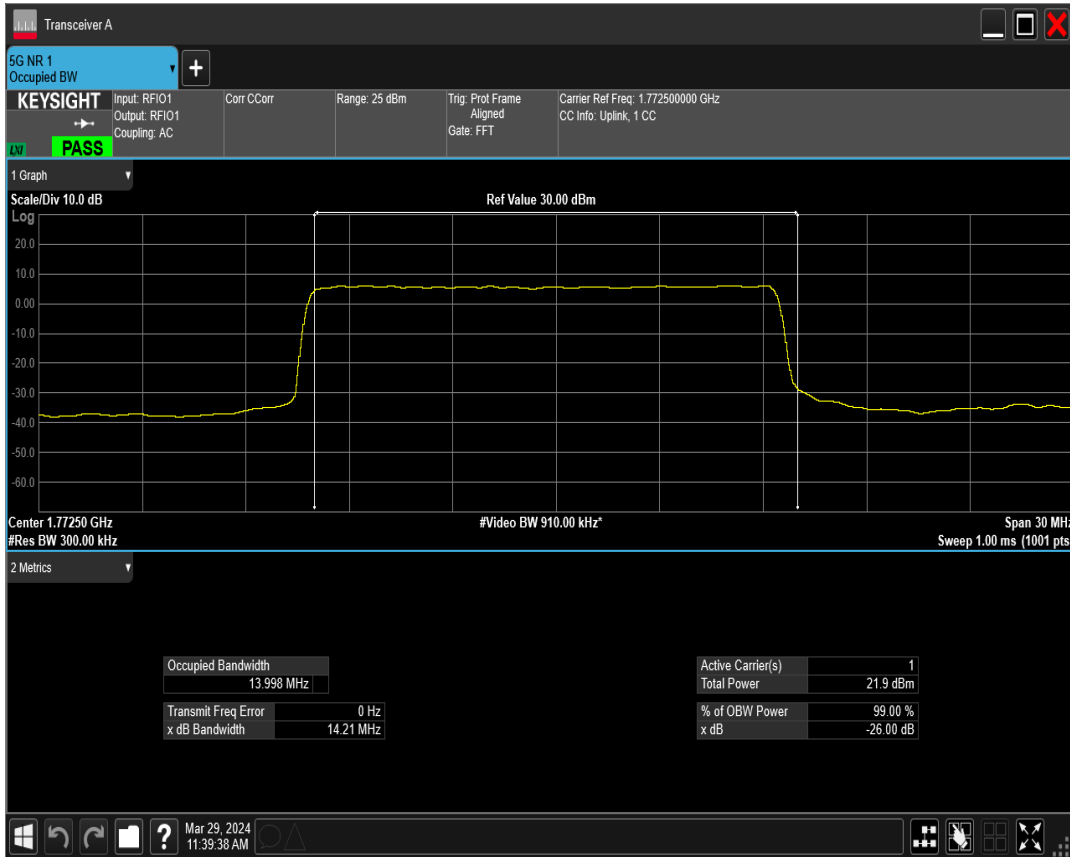 Transceiver A
5G NR 1
Occupied BW
KEYSIGHT
LXI
PASS
Input: RFIO1
Output: RFIO1
Coupling: AC
Corr CCorr
Range: 25 dBm
Trig: Prot Frame
Aligned
Gate: FFT
Carrier Ref Freq: 1.772500000 GHz
CC Info: Uplink, 1 CC
1 Graph
Scale/Div 10.0 dB
Ref Value 30.00 dBm
Log
20.0
10.0
0.00
-10.0
-20.0
-30.0
-40.0
-50.0
-60.0
Center 1.77250 GHz
#Video BW 910.00 kHz*
Span 30 MHz
#Res BW 300.00 kHz
Sweep 1.00 ms (1001 pts
2 Metrics
Occupied Bandwidth
13.998 MHz
Transmit Freq Error 0 Hz
x dB Bandwidth 14.21 MHz
Active Carrier(s) 1
Total Power 21.9 dBm
% of OBW Power 99.00 %
x dB -26.00 dB
Mar 29, 2024
11:39:38 AM